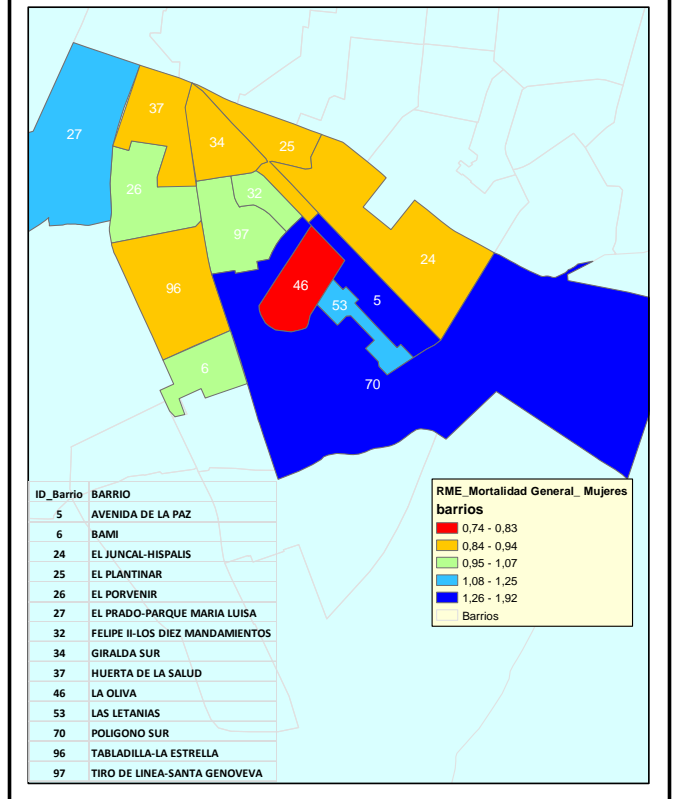 37
27
34
25
26
32
97
24
96
46
53
5
6
70
ID_Barrio BARRIO
5 AVENIDA DE LA PAZ
6 BAMI
24 EL JUNCAL-HISPALIS
25 EL PLANTINAR
26 EL PORVENIR
27 EL PRADO-PARQUE MARIA LUISA
32 FELIPE II-LOS DIEZ MANDAMIENTOS
34 GIRALDA SUR
37 HUERTA DE LA SALUD
46 LA OLIVA
53 LAS LETANIAS
70 POLIGONO SUR
96 TABLADILLA-LA ESTRELLA
97 TIRO DE LINEA-SANTA GENOVEVA
RME_Mortalidad General_ Mujeres
barrios
0,74 - 0,83
0,84 - 0,94
0,95 - 1,07
1,08 - 1,25
1,26 - 1,92
Barrios